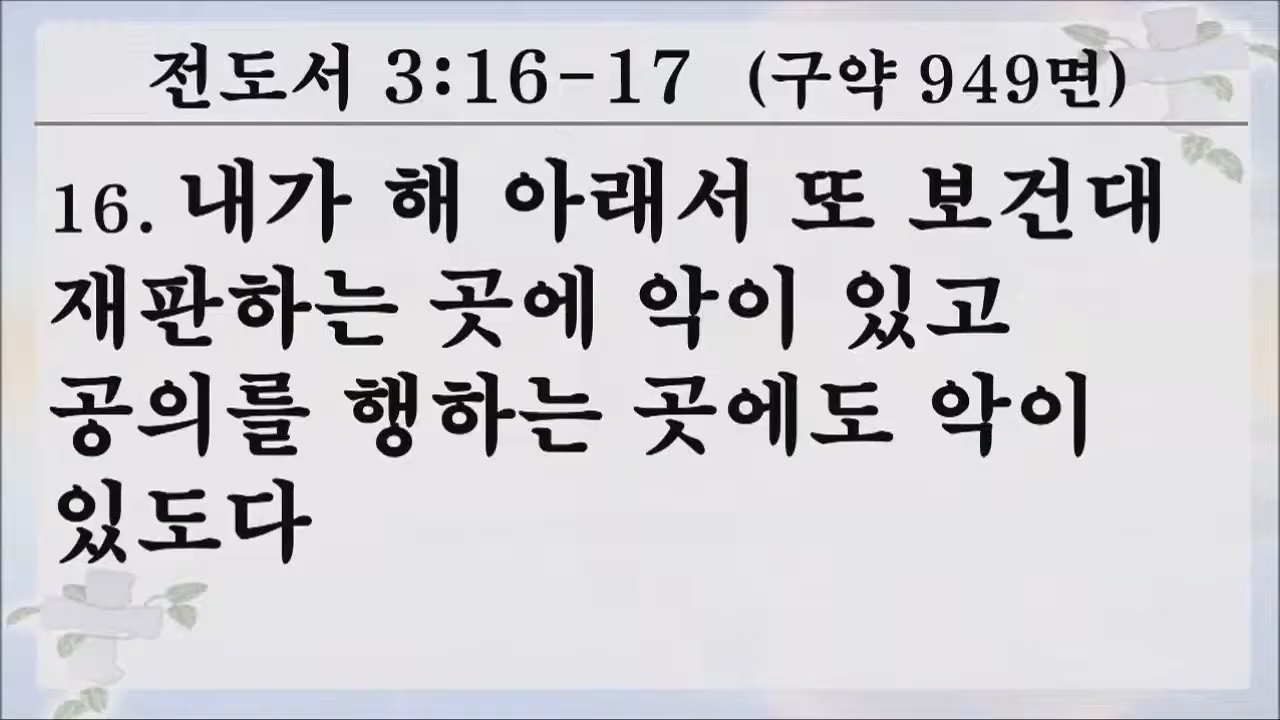 전도서 3:16-17 (구약 949면)
16. 내가 해 아래서 또 보건대
재판하는 곳에 악이 있고
공의를 행하는 곳에도 악이
있도다